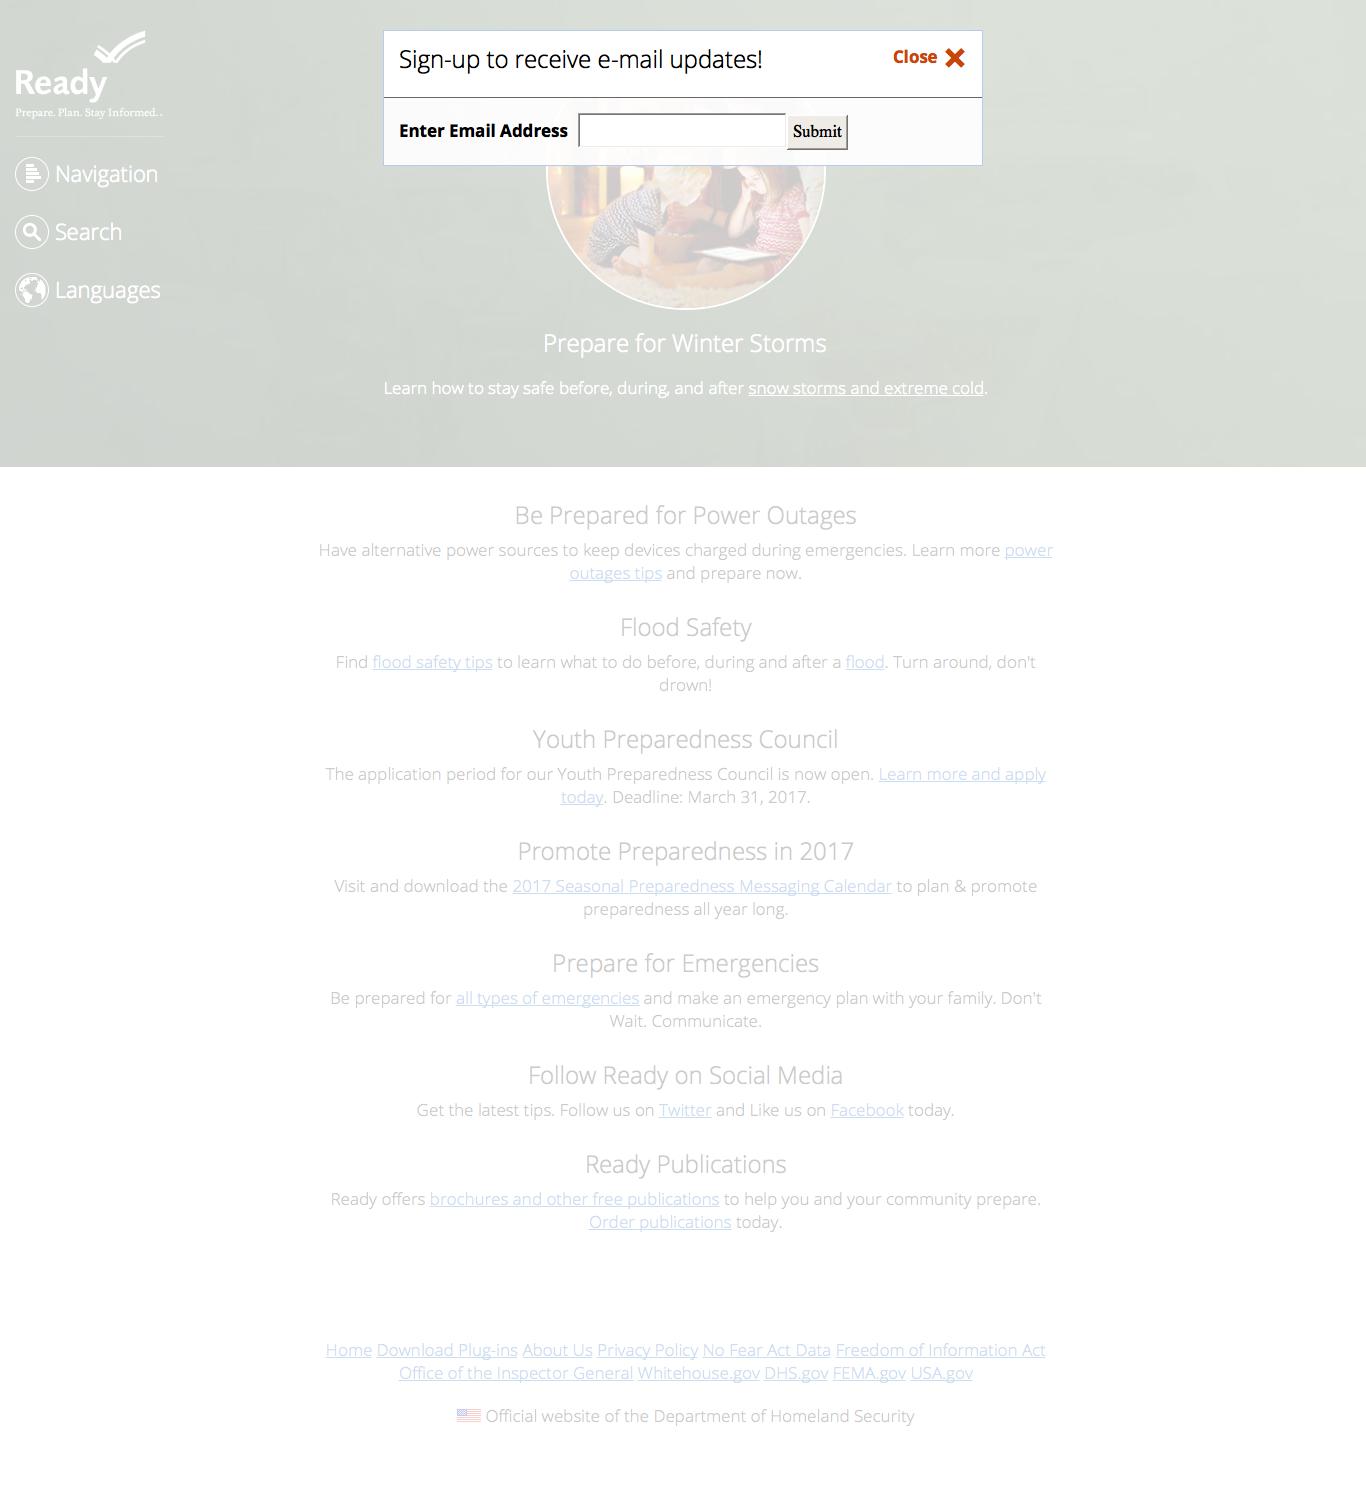 Sign-up to receive e-mail updates!
Close
Enter Email Address
Submit
Ready
Prepare. Plan. Stay Informed. .
Navigation
Search
Languages
Prepare for Winter Storms
Learn how to stay safe before, during, and after snow storms and extreme cold.
Be Prepared for Power Outages
Have alternative power sources to keep devices charged during emergencies. Learn more power
outages tips and prepare now.
Flood Safety
Find flood safety tips to learn what to do before, during and after a flood. Turn around, don't
drown!
Youth Preparedness Council
The application period for our Youth Preparedness Council is now open. Learn more and apply
today. Deadline: March 31, 2017.
Promote Preparedness in 2017
Visit and download the 2017 Seasonal Preparedness Messaging Calendar to plan & promote
preparedness all year long.
Prepare for Emergencies
Be prepared for all types of emergencies and make an emergency plan with your family. Don't
Wait. Communicate.
Follow Ready on Social Media
Get the latest tips. Follow us on Twitter and Like us on Facebook today.
Ready Publications
Ready offers brochures and other free publications to help you and your community prepare.
Order publications today.
Home Download Plug-ins About Us Privacy Policy No Fear Act Data Freedom of Information Act
Office of the Inspector General Whitehouse.gov DHS.gov FEMA.gov USA.gov
Official website of the Department of Homeland Security